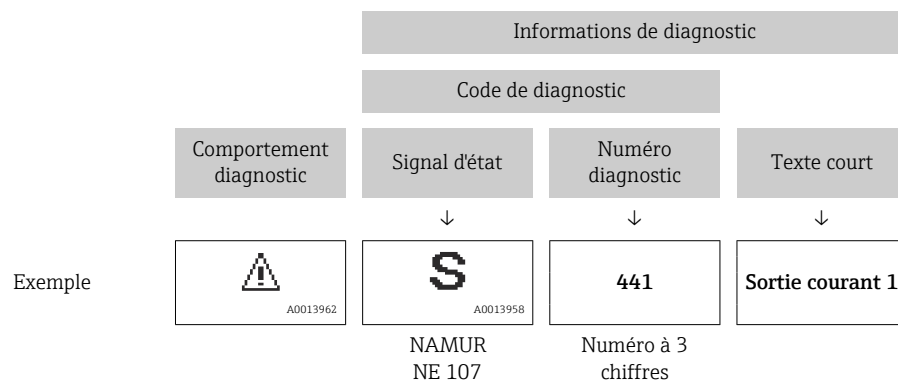 Informations de diagnostic
Code de diagnostic
Comportement
diagnostic
Signal d'état
Numéro
diagnostic
Texte court
↓ ↓ ↓
Exemple
A0013962
S
A0013958
441
Sortie courant 1
NAMUR
NE 107
Numéro à 3
chiffres